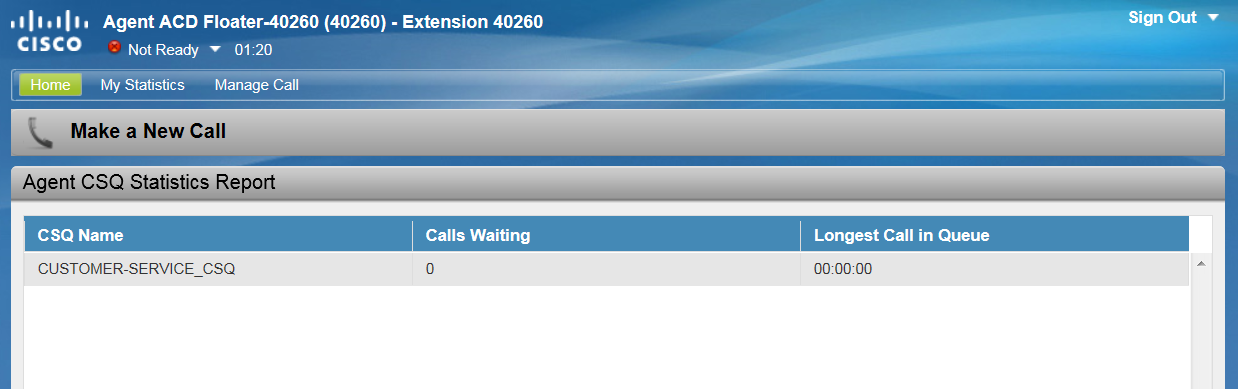 Agent ACD Floater-40260 (40260) - Extension 40260
Sign Out
CISCO
Not Ready 01:20
Home My Statistics Manage Call
Make a New Call
Agent CSQ Statistics Report
CSQ Name Calls Waiting Longest Call in Queue
CUSTOMER-SERVICE_CSQ 0 00:00:00